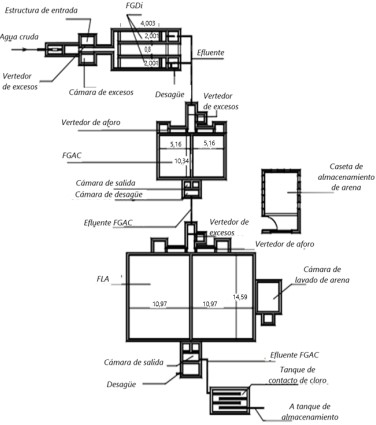 Estructura de entrada
FGDi
4,003
Agua cruda
2,00
0,8
Efluente
2,00
Vertedor
de excesos
Cámara de excesos
Desagüe
Vertedor
de excesos
Vertedor de aforo
5,16
5,16
FGAC
10,34
Cámara de salida
Cámara de desagüe
Caseta de
almacenamiento
de arena
Efluente FGAC
Vertedor de
excesos
Vertedor de aforo
FLA
Cámara de
lavado de arena
14,59
10,97
10,97
Cámara de salida
Efluente FGAC
Desagüe
Tanque de
contacto de cloro
A tanque de
almacenamiento